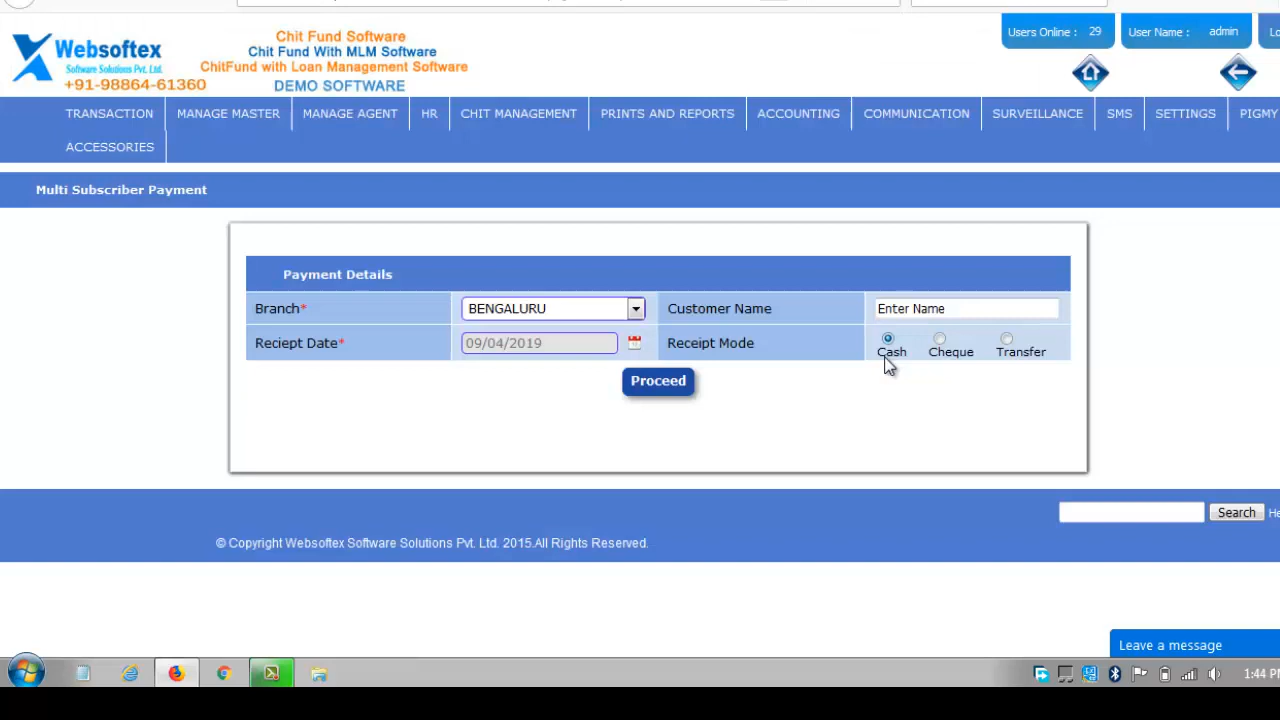 Users Online : 29
User Name : admin
Lo
Websoftex
Software Solutions Pvt. Ltd.
+91-98864-61360
Chit Fund Software
Chit Fund With MLM Software
ChitFund with Loan Management Software
DEMO SOFTWARE
TRANSACTION MANAGE MASTER MANAGE AGENT HR CHIT MANAGEMENT PRINTS AND REPORTS ACCOUNTING COMMUNICATION SURVEILLANCE SMS SETTINGS PIGMY
ACCESSORIES
Multi Subscriber Payment
Payment Details
Branch* BENGALURU Customer Name Enter Name
Reciept Date* 09/04/2019 Receipt Mode Cash Cheque Transfer
Proceed
Search He
© Copyright Websoftex Software Solutions Pvt. Ltd. 2015.All Rights Reserved.
Leave a message
1:44 PM